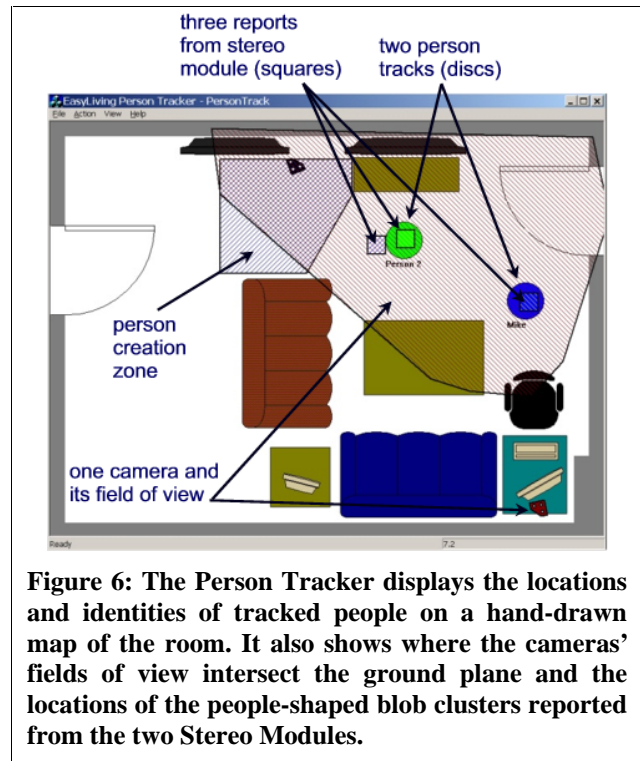 three reports
from stereo
module (squares)
two person
tracks (discs)
EasyLiving Person Tracker - PersonTrack
File Action View Help
Person 2
Mike
person
creation
zone
one camera and
its field of view
Ready
7.2
Figure 6: The Person Tracker displays the locations
and identities of tracked people on a hand-drawn
map of the room. It also shows where the cameras’
fields of view intersect the ground plane and the
locations of the people-shaped blob clusters reported
from the two Stereo Modules.